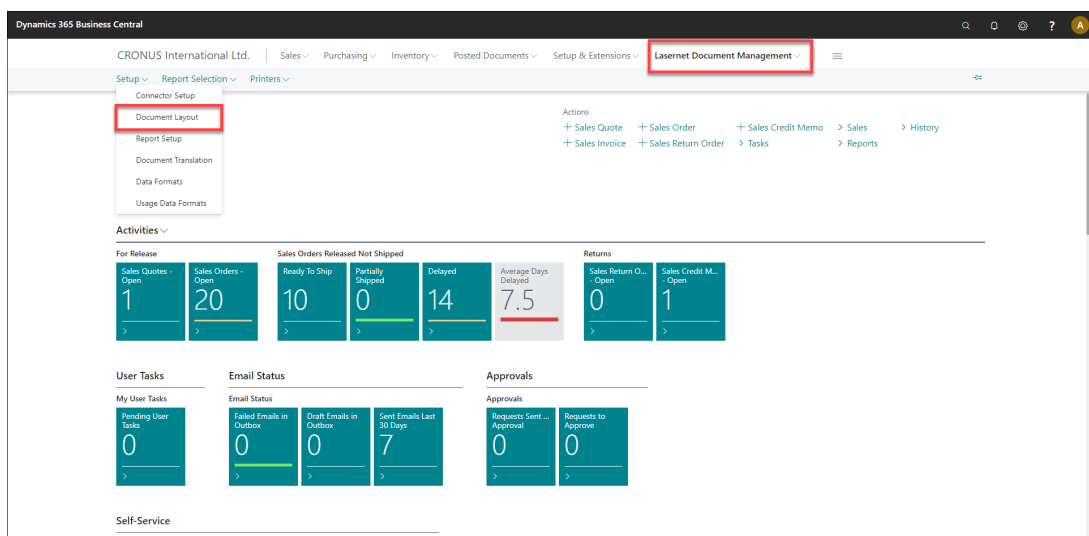 Dynamics 365 Business Central
? A
CRONUS International Ltd. Sales Purchasing Inventory Posted Documents Setup & Extensions Lasernet Document Management
Setup Report Selection Printers
Connector Setup
Document Layout
Report Setup
Document Translation
Data Formats
Usage Data Formats
Actions
+ Sales Quote + Sales Order + Sales Credit Memo > Sales > History
+ Sales Invoice + Sales Return Order > Tasks > Reports
Activities
For Release Sales Orders Released Not Shipped Returns
Sales Quotes -
Open
1
>
Sales Orders -
Open
20
>
Ready To Ship
10
>
Partially
Shipped
0
>
Delayed
14
>
Average Days
Delayed
7.5
>
Sales Return O...
- Open
0
>
Sales Credit M...
- Open
1
>
User Tasks Email Status Approvals
My User Tasks Email Status Approvals
Pending User
Tasks
0
>
Failed Emails in
Outbox
0
>
Draft Emails in
Outbox
0
>
Sent Emails Last
30 Days
7
>
Requests Sent ...
Approval
0
>
Requests to
Approve
0
>
Self-Service